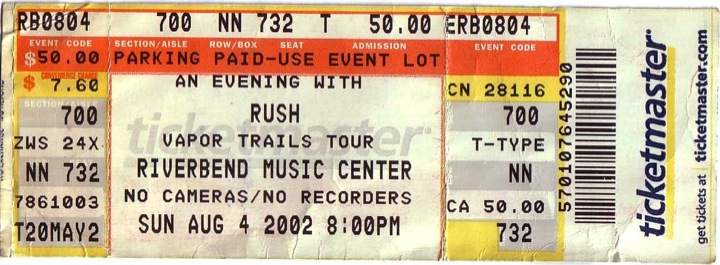 RB0804 700 NN 732 T 50.00 ERB0804
EVENT CODE SECTION/AISLE ROW/BOX SEAT ADMISSION EVENT CODE
$50.00 PARKING PAID-USE EVENT LOT
$ 7.60 CONVENIENCE CHARGE AN EVENING WITH CN 28116
SECTION/AISLE
700 RUSH 700
ticketmaster
ZWS 24X VAPOR TRAILS TOUR T-TYPE
NN 732 RIVERBEND MUSIC CENTER NN
7861003 NO CAMERAS/NO RECORDERS CA 50.00
T20MAY2 SUN AUG 4 2002 8:00PM 732
570107645290
ticketmaster
get tickets at ticketmaster.com